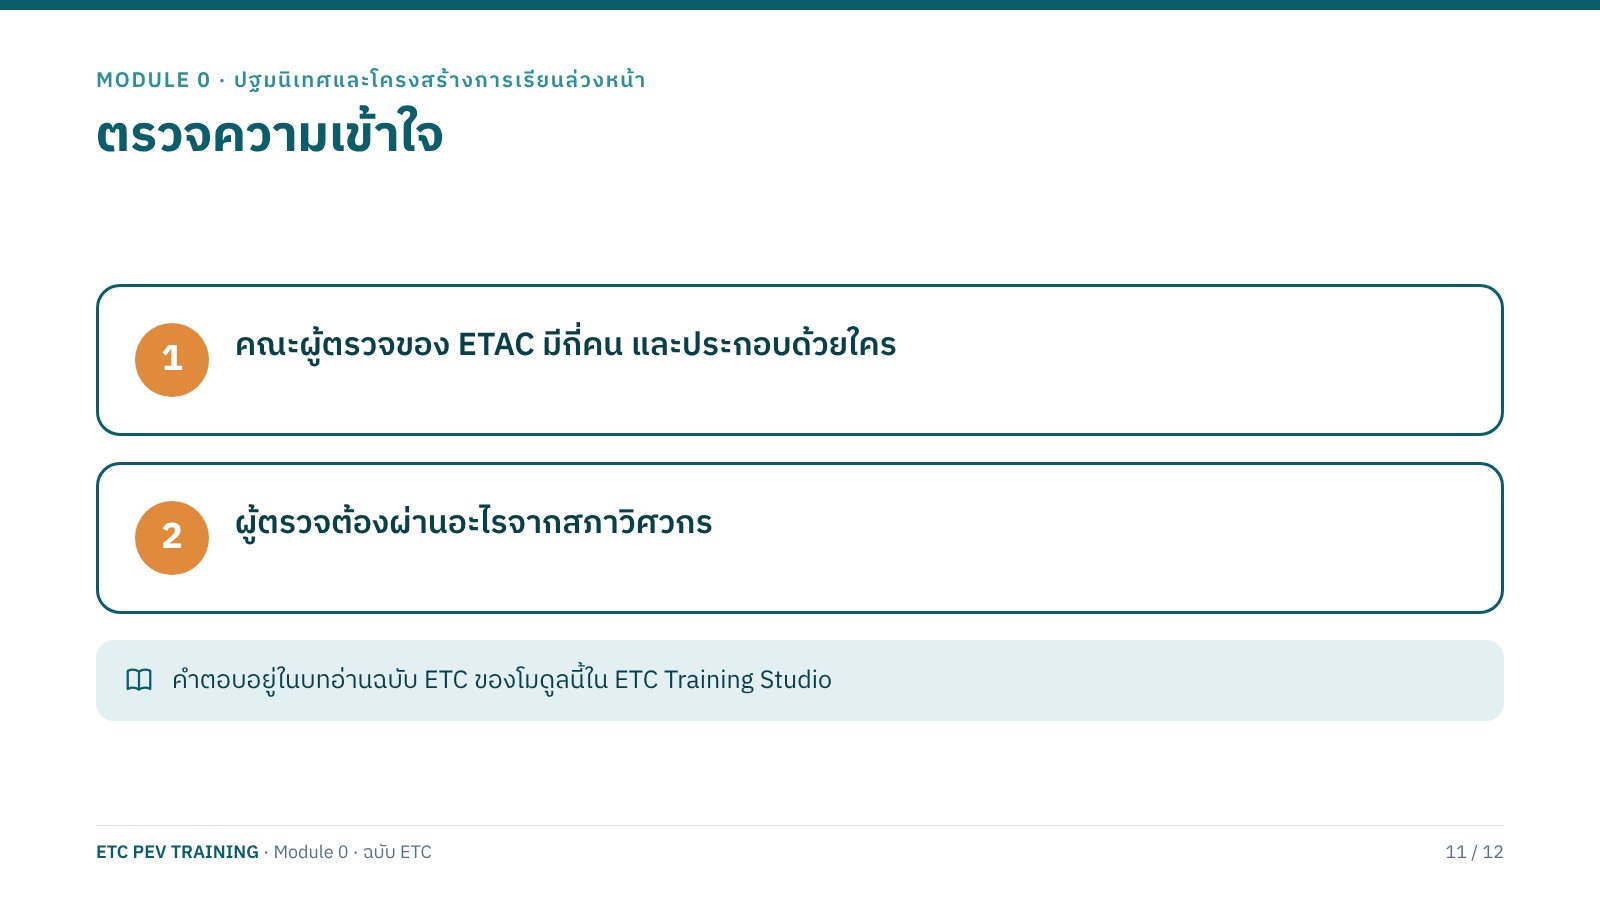 MODULE 0 · ปฐมนิเทศและโครงสร้างการเรียนล่วงหน้า
ตรวจความเข้าใจ
1 คณะผู้ตรวจของ ETAC มีกี่คน และประกอบด้วยใคร
2 ผู้ตรวจต้องผ่านอะไรจากสภาวิศวกร
คำตอบอยู่ในบทอ่านฉบับ ETC ของโมดูลนี้ใน ETC Training Studio
ETC PEV TRAINING · Module 0 · ฉบับ ETC
11 / 12